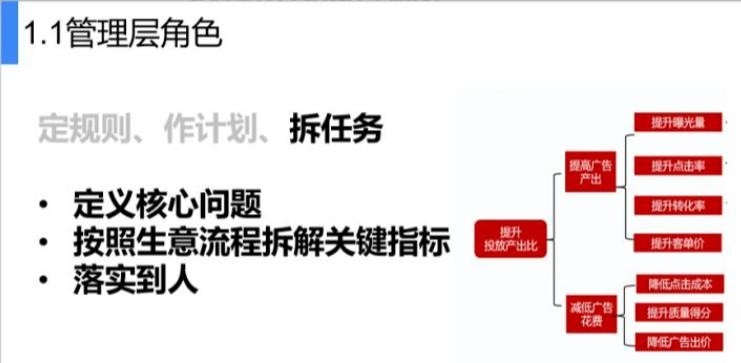 1.1管理层角色
定规则、作计划、拆任务
• 定义核心问题
• 按照生意流程拆解关键指标
• 落实到人
提升
投放产出比
提高广告
产出
提升曝光量
提升点击率
提升转化率
提升客单价
减低广告
花费
降低点击成本
提升质量得分
降低广告出价